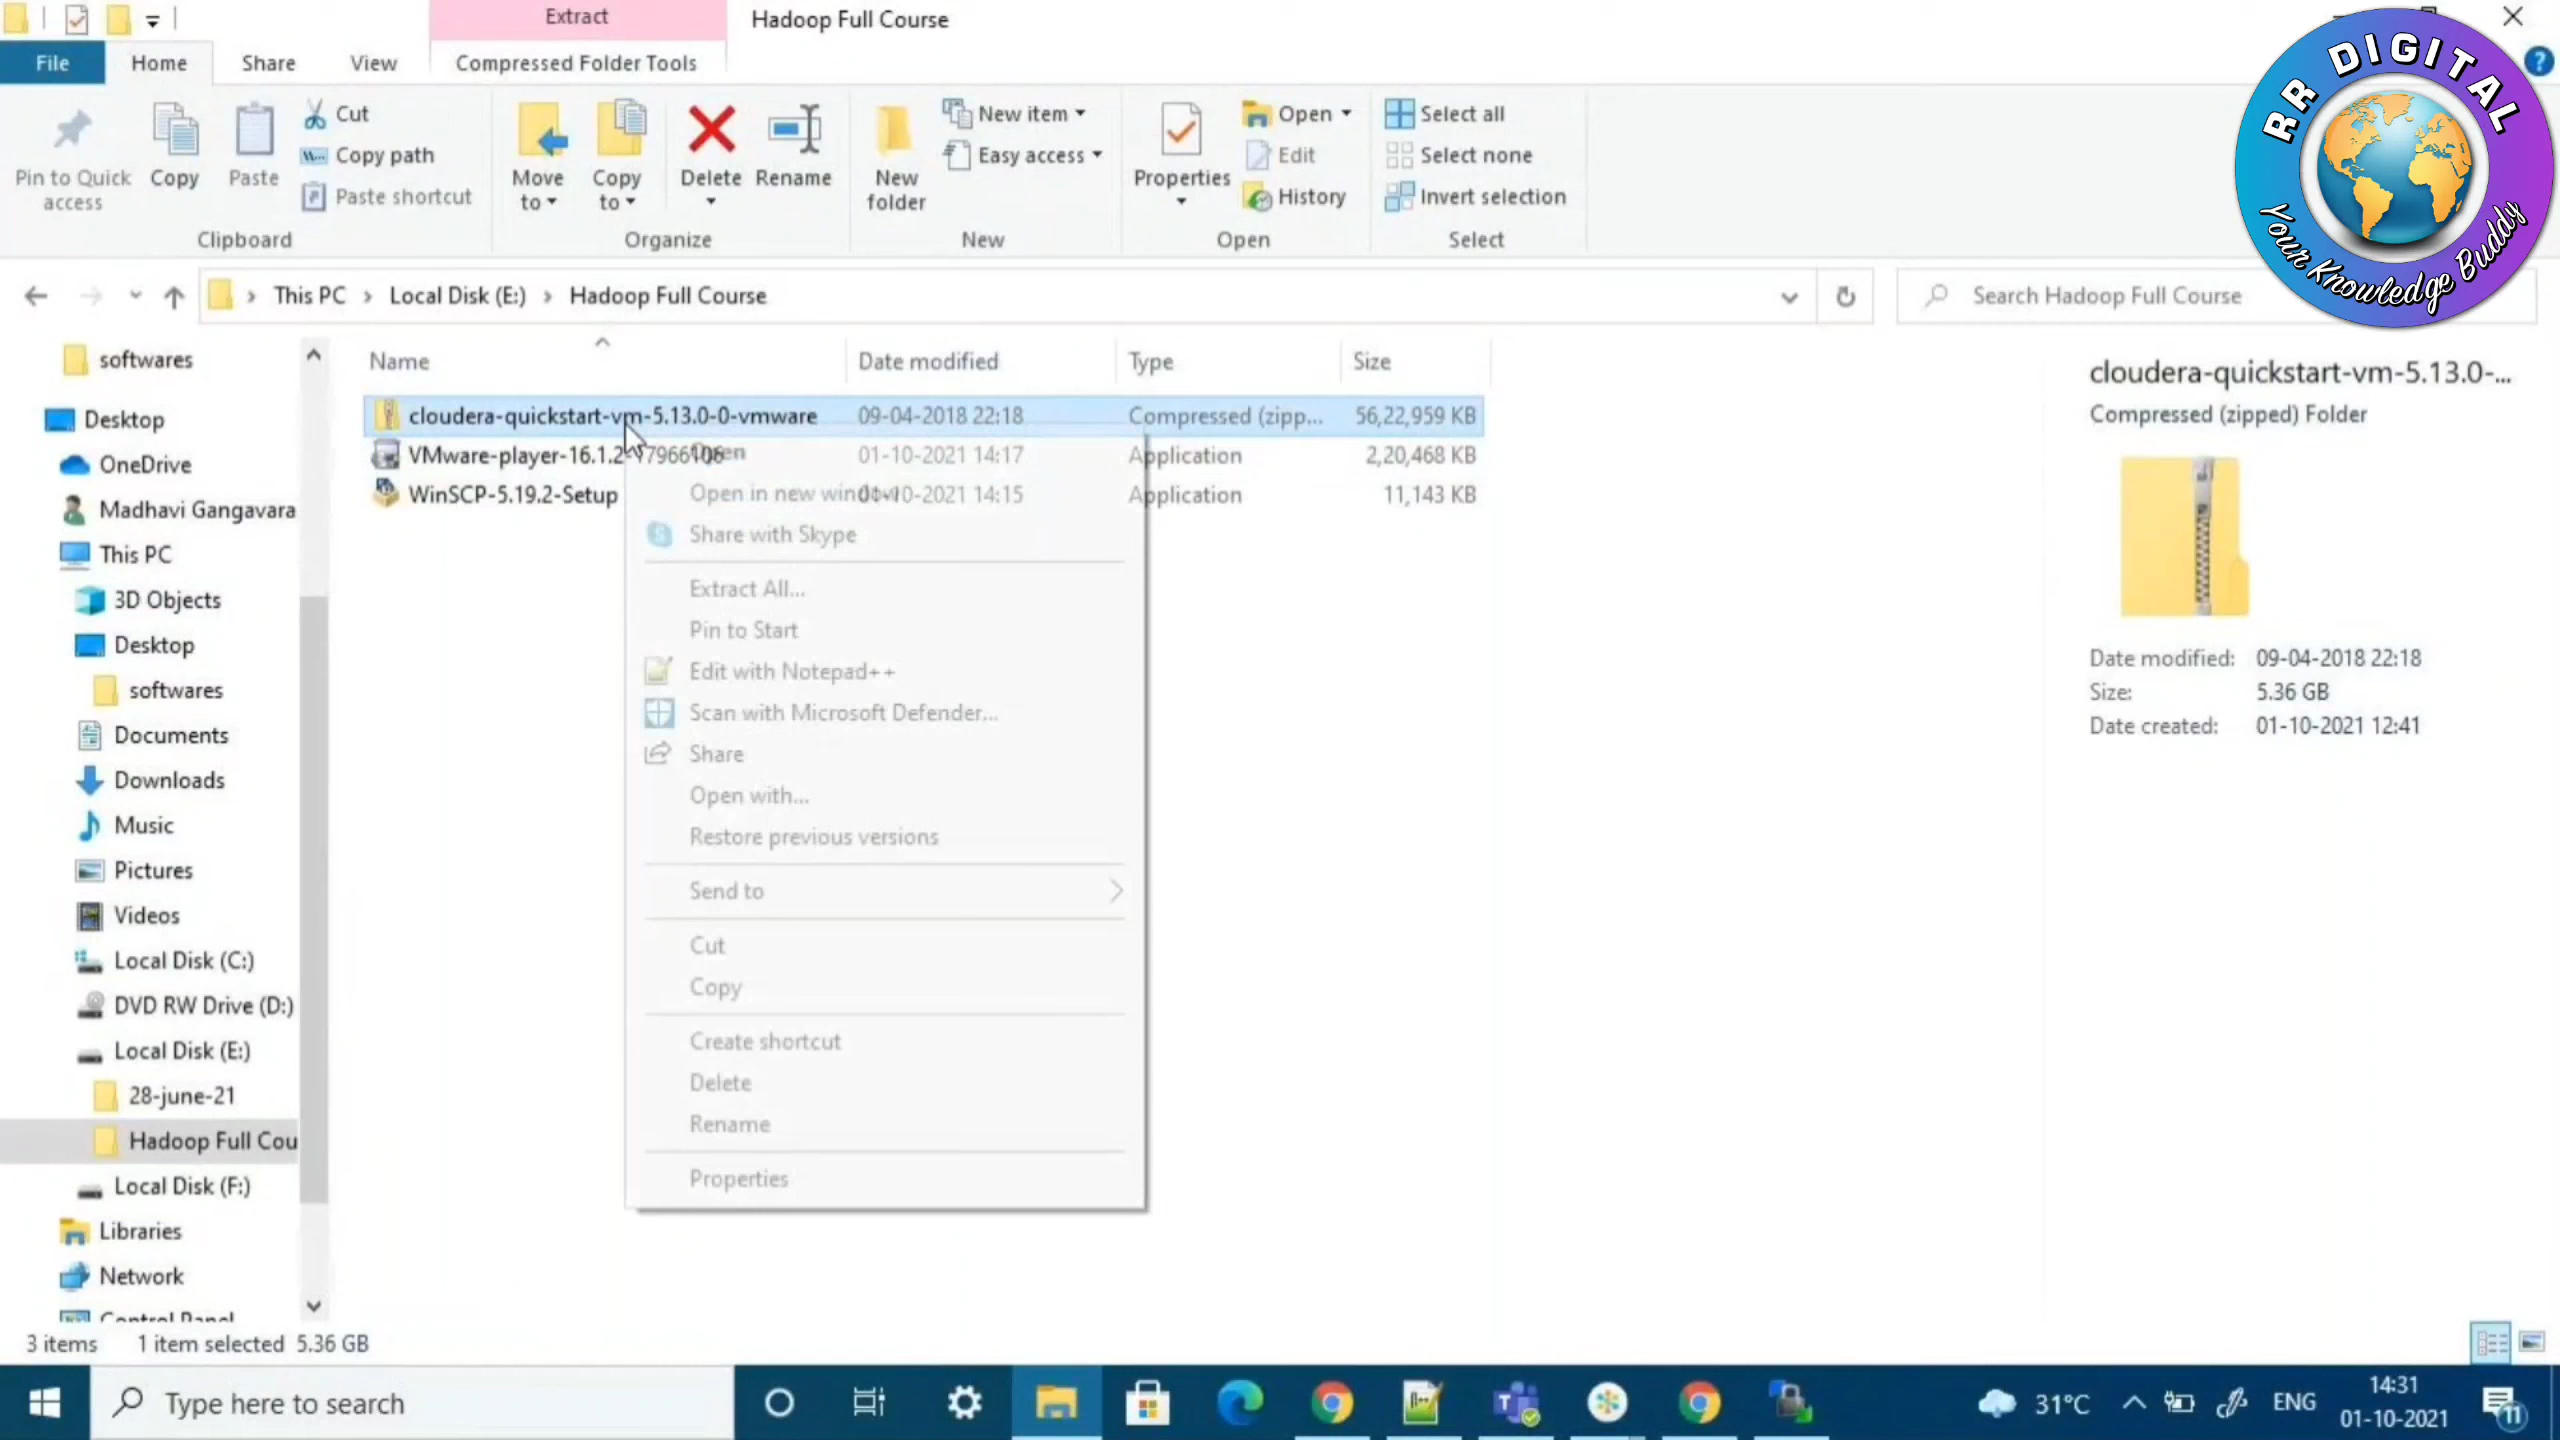 Extract
Hadoop Full Course
File
Home
Share
View
Compressed Folder Tools
Pin to Quick
access
Copy
Paste
Cut
Copy path
Paste shortcut
Clipboard
Move
to
Copy
to
Delete
Rename
Organize
New
folder
New item
Easy access
New
Properties
Open
Edit
History
Open
Select all
Select none
Invert selection
Select
RR DIGITAL
Your Knowledge Buddy
This PC > Local Disk (E:) > Hadoop Full Course
Search Hadoop Full Course
softwares
Desktop
OneDrive
Madhavi Gangavara
This PC
3D Objects
Desktop
softwares
Documents
Downloads
Music
Pictures
Videos
Local Disk (C:)
DVD RW Drive (D:)
Local Disk (E:)
28-june-21
Hadoop Full Cou
Local Disk (F:)
Libraries
Network
Control Panel
Name Date modified Type Size
cloudera-quickstart-vm-5.13.0-0-vmware 09-04-2018 22:18 Compressed (zipp... 56,22,959 KB
VMware-player-16.1.2-17966106 01-10-2021 14:17 Application 2,20,468 KB
WinSCP-5.19.2-Setup 01-10-2021 14:15 Application 11,143 KB
Open
Open in new window
Share with Skype
Extract All...
Pin to Start
Edit with Notepad++
Scan with Microsoft Defender...
Share
Open with...
Restore previous versions
Send to
Cut
Copy
Create shortcut
Delete
Rename
Properties
cloudera-quickstart-vm-5.13.0-...
Compressed (zipped) Folder
Date modified: 09-04-2018 22:18
Size: 5.36 GB
Date created: 01-10-2021 12:41
3 items 1 item selected 5.36 GB
Type here to search
31°C
ENG
14:31
01-10-2021
11